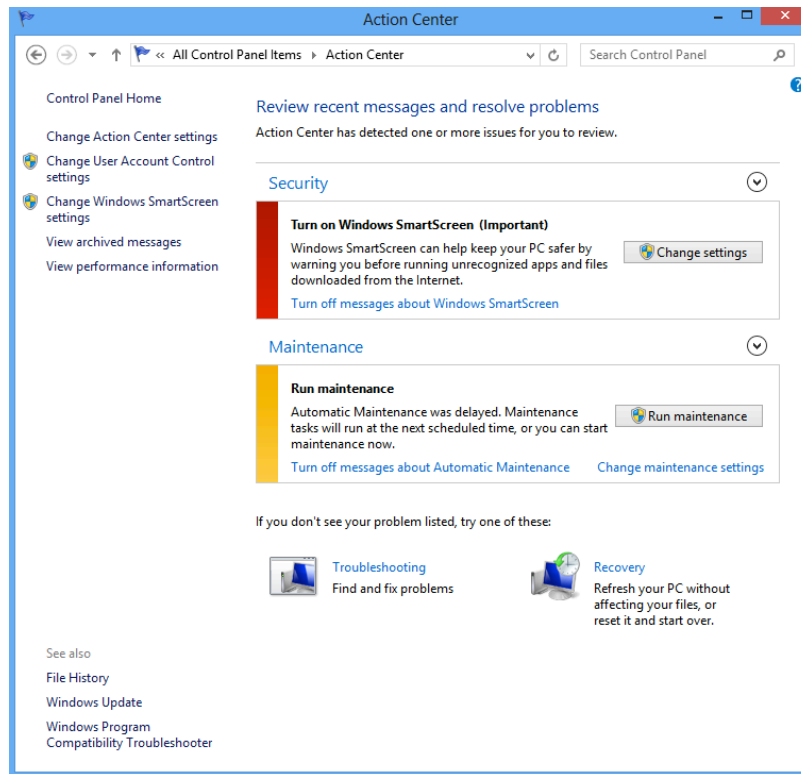 Action Center
« All Control Panel Items Action Center
Search Control Panel
Control Panel Home
Change Action Center settings
Change User Account Control
settings
Change Windows SmartScreen
settings
View archived messages
View performance information
Review recent messages and resolve problems
Action Center has detected one or more issues for you to review.
Security
Turn on Windows SmartScreen (Important)
Windows SmartScreen can help keep your PC safer by
warning you before running unrecognized apps and files
downloaded from the Internet.
Change settings
Turn off messages about Windows SmartScreen
Maintenance
Run maintenance
Automatic Maintenance was delayed. Maintenance
tasks will run at the next scheduled time, or you can start
maintenance now.
Run maintenance
Turn off messages about Automatic Maintenance
Change maintenance settings
If you don't see your problem listed, try one of these:
Troubleshooting
Find and fix problems
Recovery
Refresh your PC without
affecting your files, or
reset it and start over.
See also
File History
Windows Update
Windows Program
Compatibility Troubleshooter